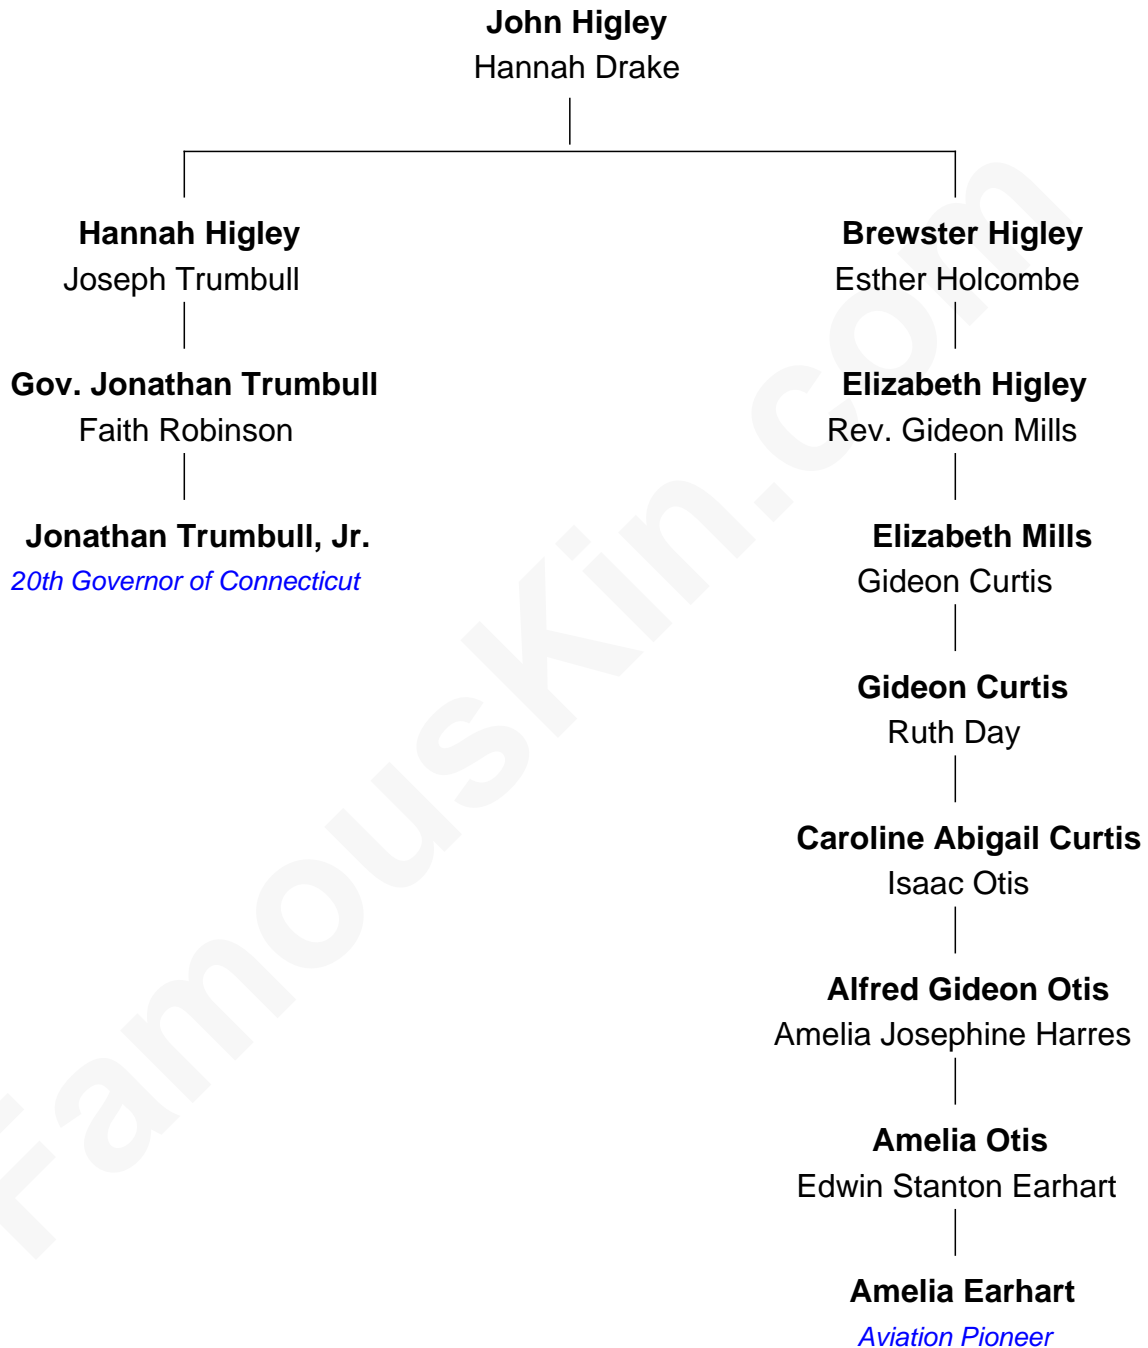 John Higley
Hannah Drake
Hannah Higley
Joseph Trumbull
Gov. Jonathan Trumbull
Faith Robinson
Jonathan Trumbull, Jr.
20th Governor of Connecticut
Brewster Higley
Esther Holcombe
Elizabeth Higley
Rev. Gideon Mills
Elizabeth Mills
Gideon Curtis
Gideon Curtis
Ruth Day
Caroline Abigail Curtis
Isaac Otis
Alfred Gideon Otis
Amelia Josephine Harres
Amelia Otis
Edwin Stanton Earhart
Amelia Earhart
Aviation Pioneer
FamousKin.com